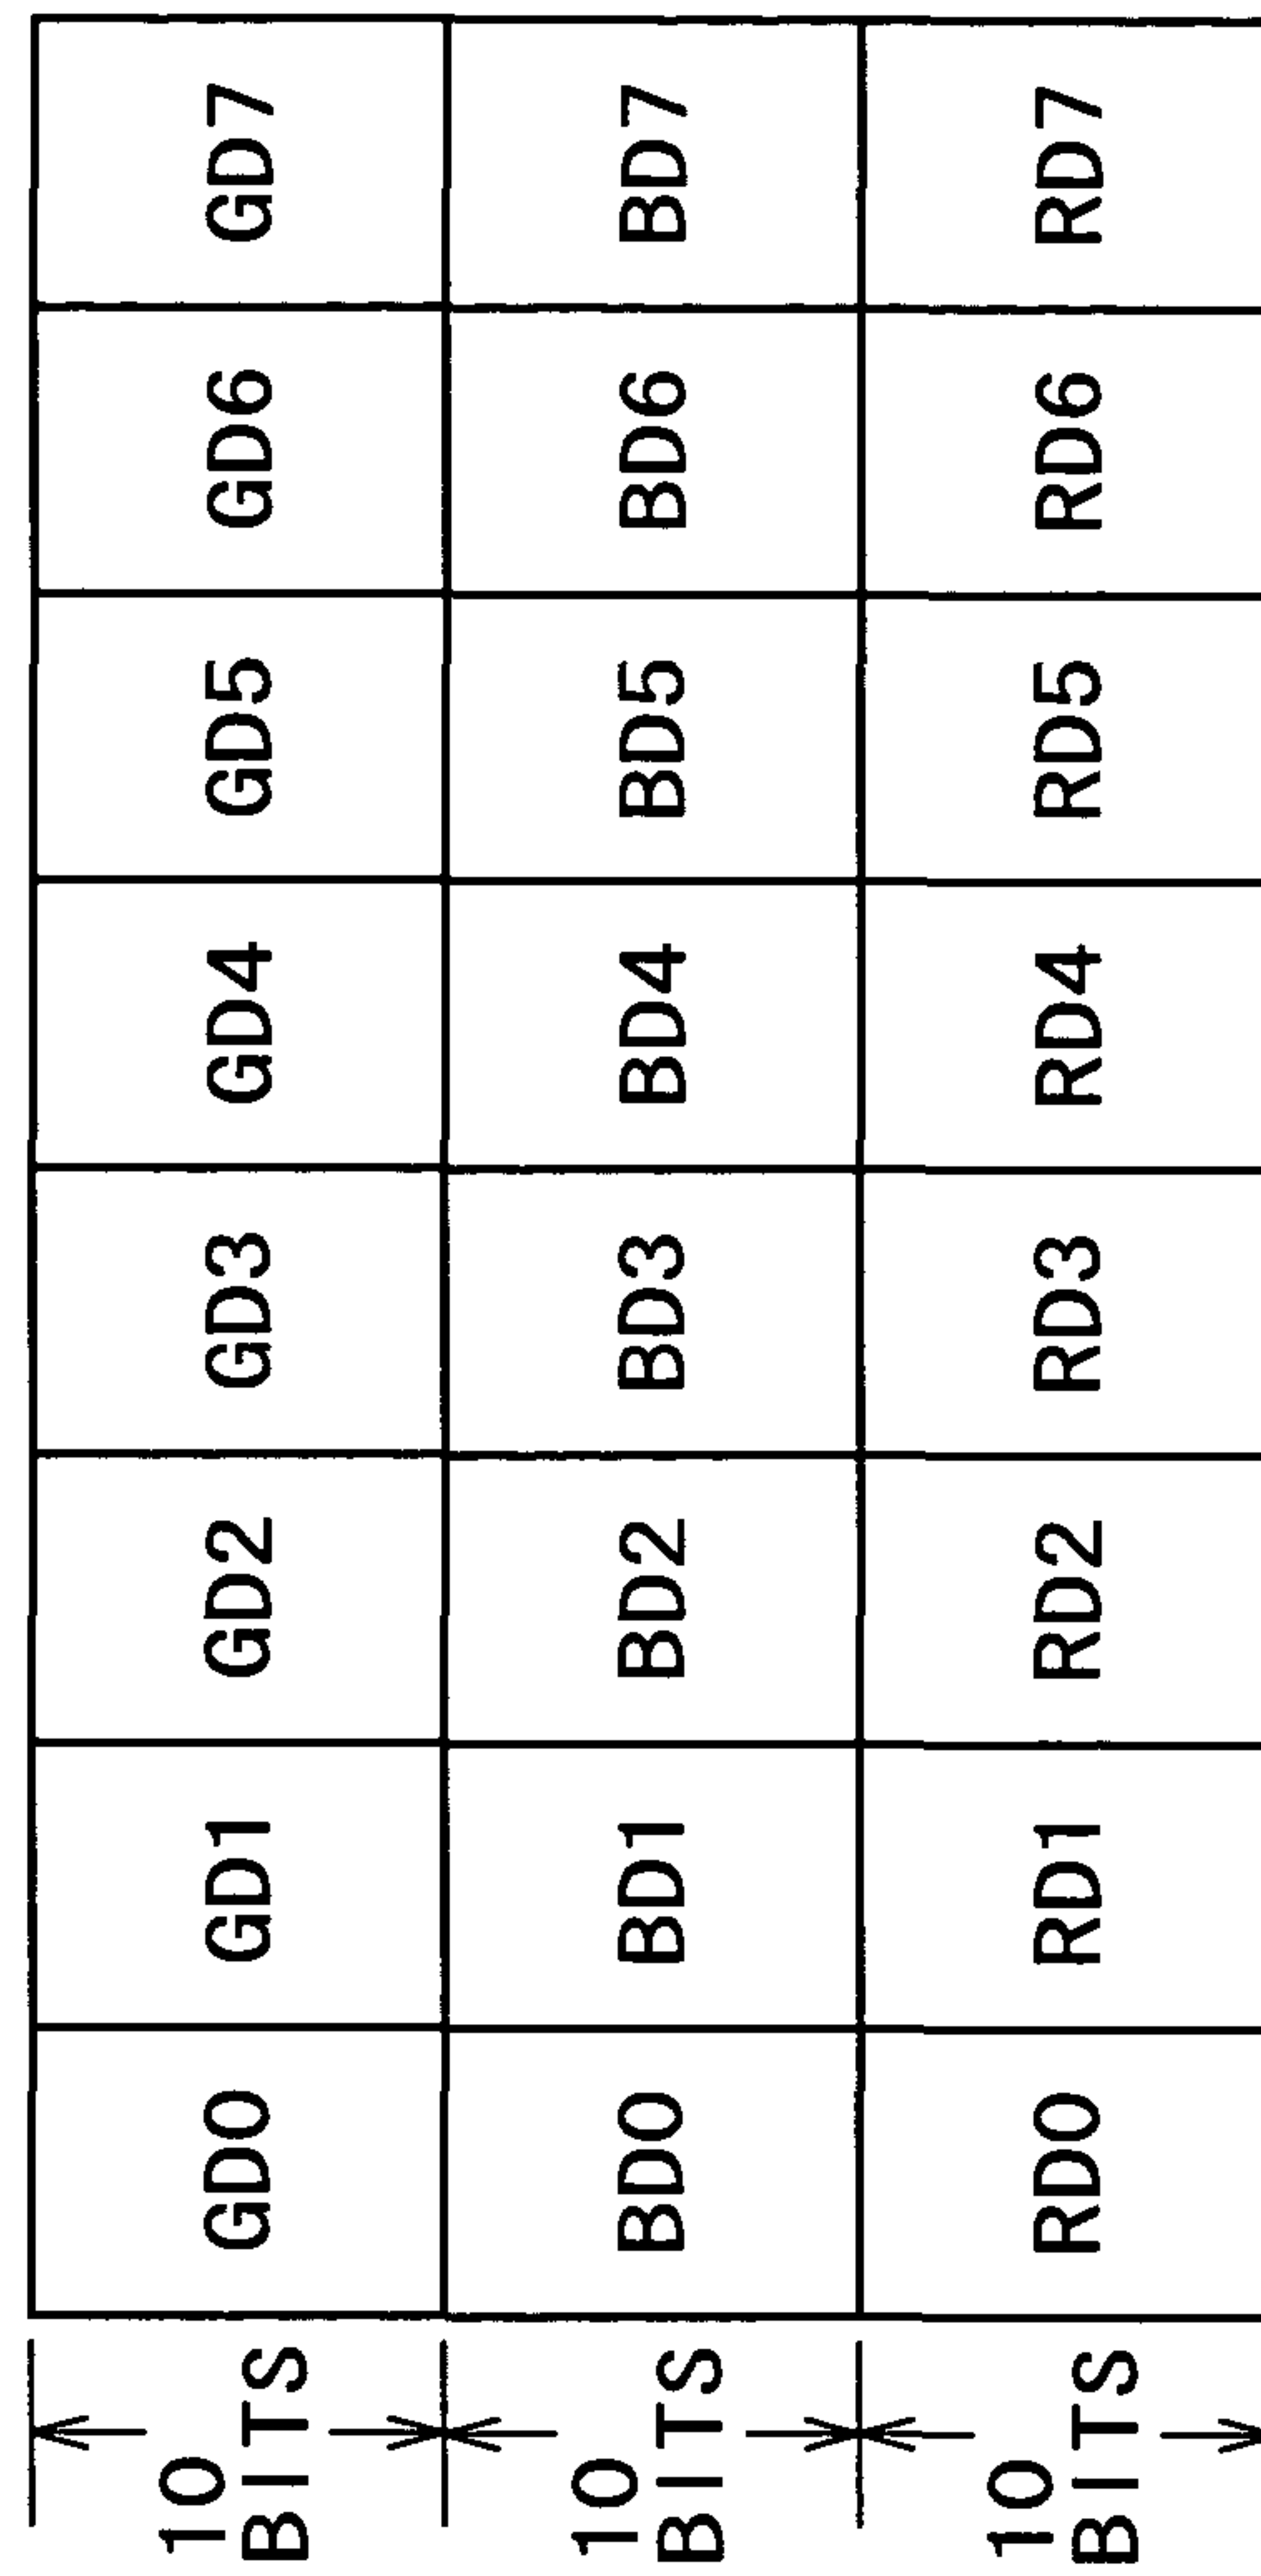 10
BITS
GD0 GD1 GD2 GD3 GD4 GD5 GD6 GD7
10
BITS
BD0 BD1 BD2 BD3 BD4 BD5 BD6 BD7
10
BITS
RD0 RD1 RD2 RD3 RD4 RD5 RD6 RD7